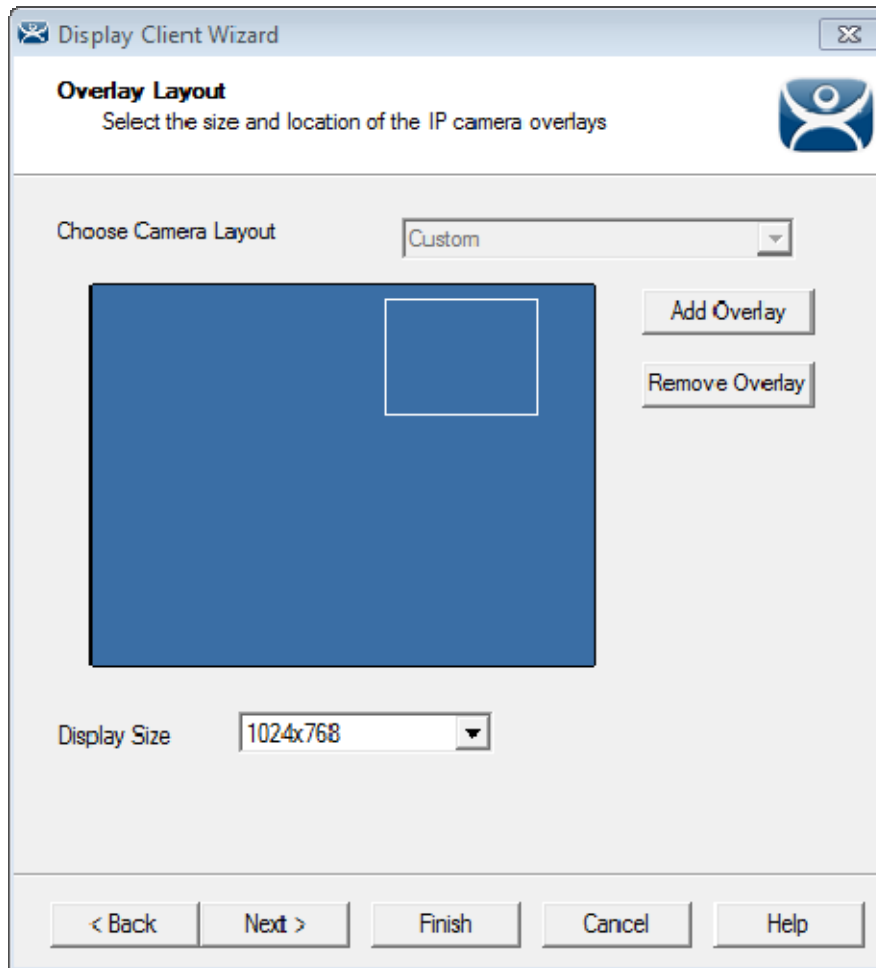 Display Client Wizard
Overlay Layout
Select the size and location of the IP camera overlays
Choose Camera Layout
Custom
Add Overlay
Remove Overlay
Display Size
1024x768
< Back
Next >
Finish
Cancel
Help